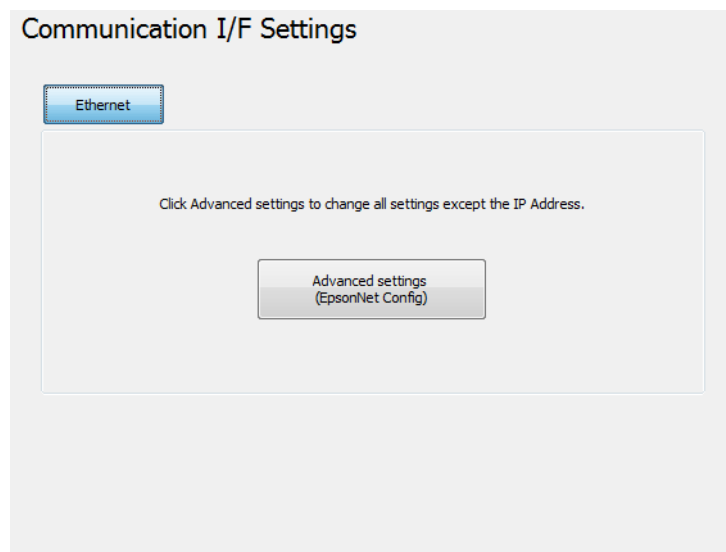 Communication I/F Settings
Ethernet
Click Advanced settings to change all settings except the IP Address.
Advanced settings
(EpsonNet Config)